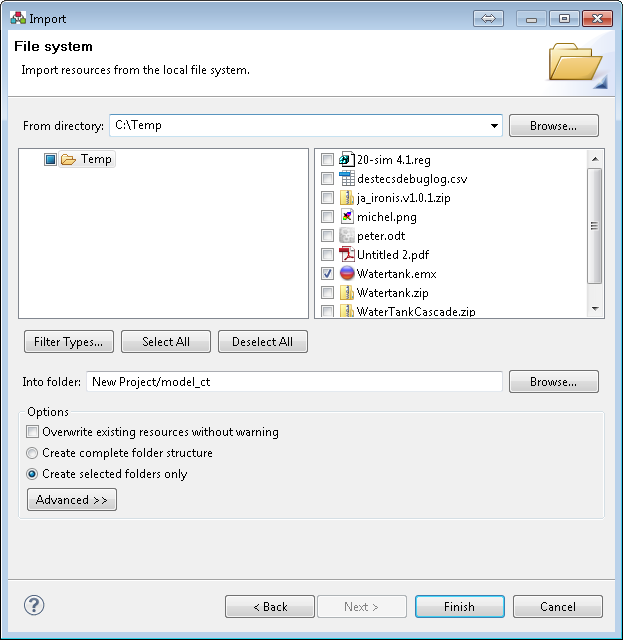 Import
File system
Import resources from the local file system.
From directory: C:\Temp Browse...
Temp
20-sim 4.1.reg
destecsdebuglog.csv
ja_ironis.v1.0.1.zip
michel.png
peter.odt
Untitled 2.pdf
Watertank.emx
Watertank.zip
WaterTankCascade.zip
Filter Types... Select All Deselect All
Into folder: New Project/model_ct Browse...
Options
Overwrite existing resources without warning
Create complete folder structure
Create selected folders only
Advanced >>
? < Back Next > Finish Cancel